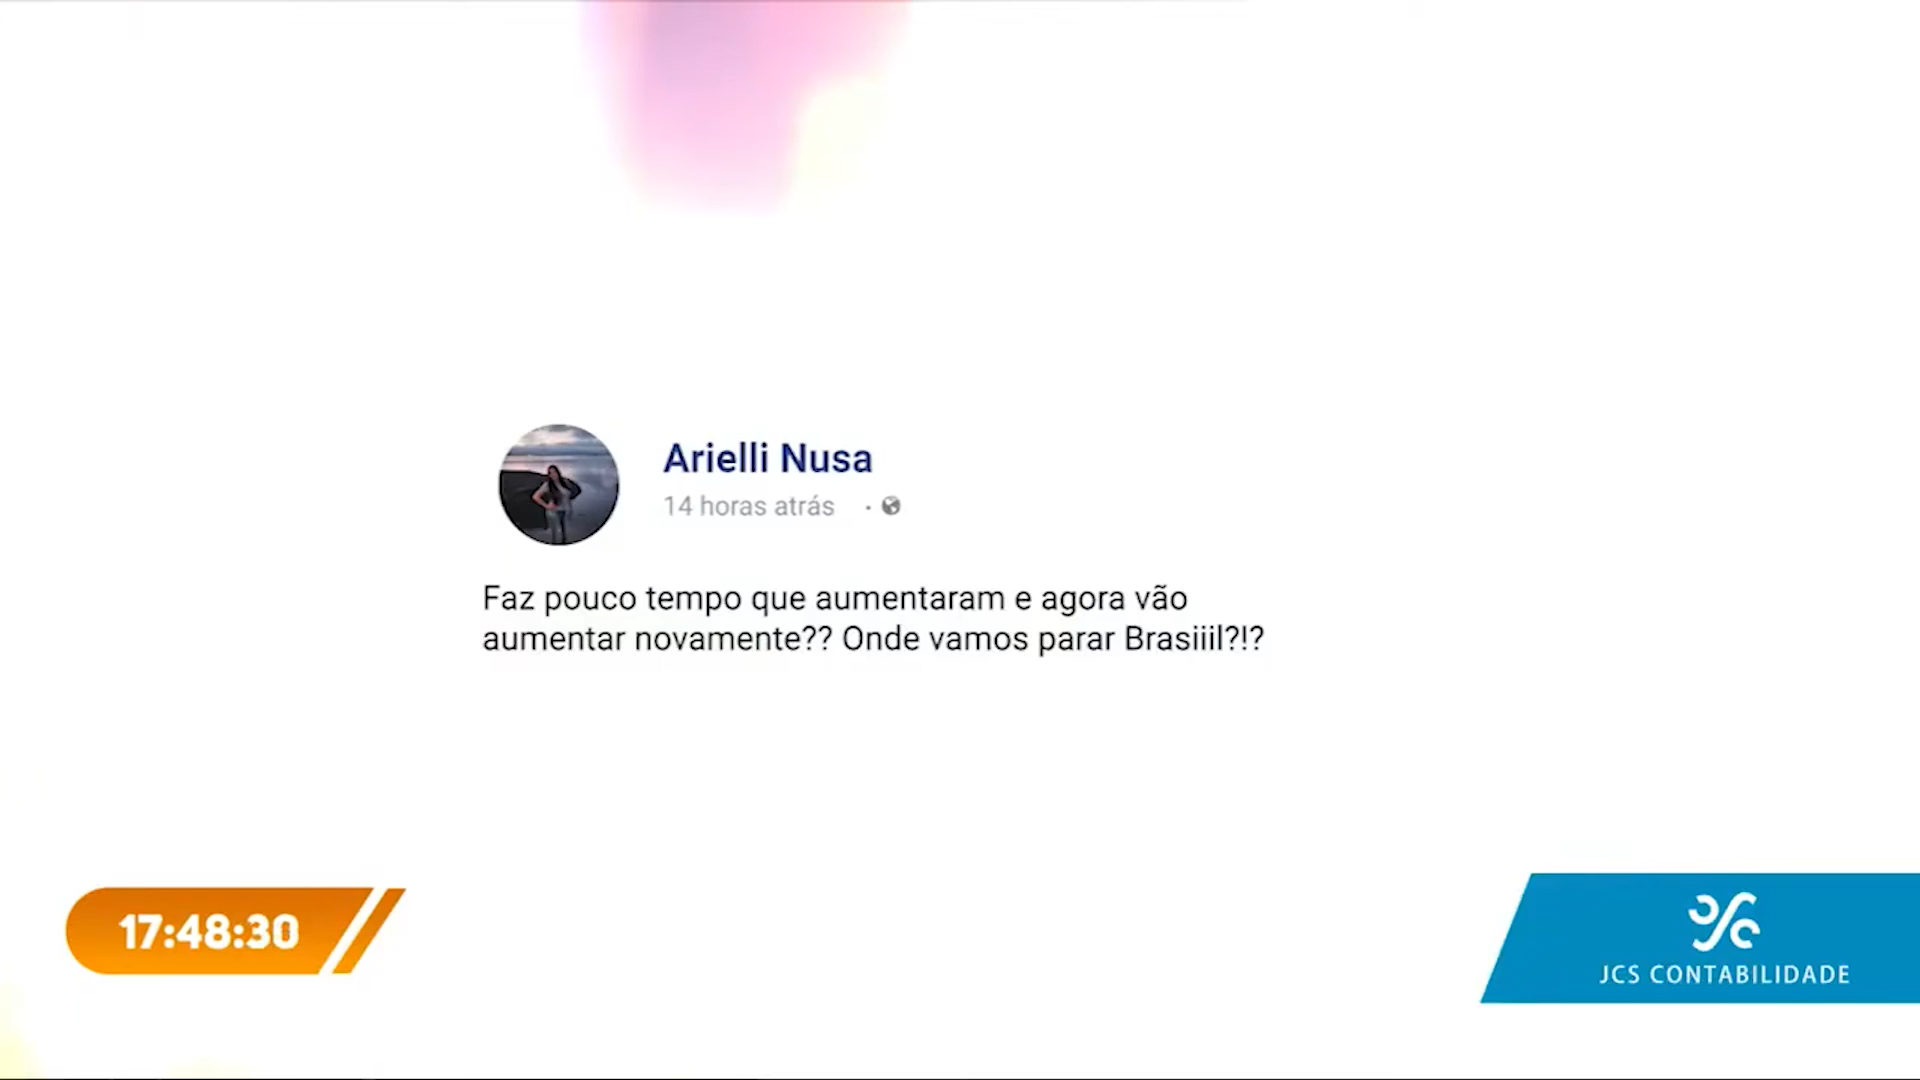 Arielli Nusa
14 horas atrás ·
Faz pouco tempo que aumentaram e agora vão
aumentar novamente?? Onde vamos parar Brasiiil?!?
17:48:30
JCS CONTABILIDADE